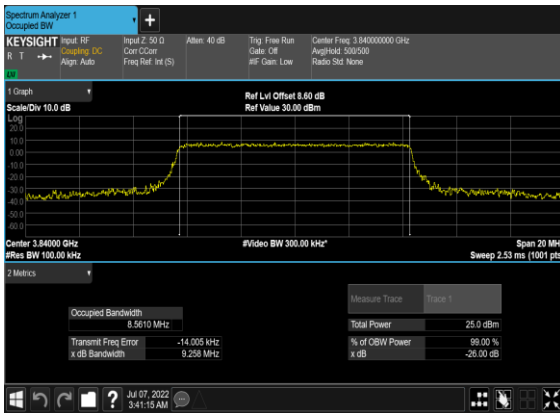 Spectrum Analyzer 1
Occupied BW
KEYSIGHT
R T
Input: RF
Coupling: DC
Align: Auto
Input Z: 50 Ω
Corr CCorr
Freq Ref: Int (S)
Atten: 40 dB
Trig: Free Run
Gate: Off
#IF Gain: Low
Center Freq: 3.840000000 GHz
Avg|Hold: 500/500
Radio Std: None
1 Graph
Scale/Div 10.0 dB
Ref Lvl Offset 8.60 dB
Ref Value 30.00 dBm
Log
20.0
10.0
0.00
-10.0
-20.0
-30.0
-40.0
-50.0
-60.0
Center 3.84000 GHz
#Res BW 100.00 kHz
#Video BW 300.00 kHz*
Span 20 MH
Sweep 2.53 ms (1001 pts
2 Metrics
Measure Trace
Trace 1
Occupied Bandwidth
8.5610 MHz
Total Power
25.0 dBm
Transmit Freq Error
-14.005 kHz
% of OBW Power
99.00 %
x dB Bandwidth
9.258 MHz
x dB
-26.00 dB
?
Jul 07, 2022
3:41:15 AM